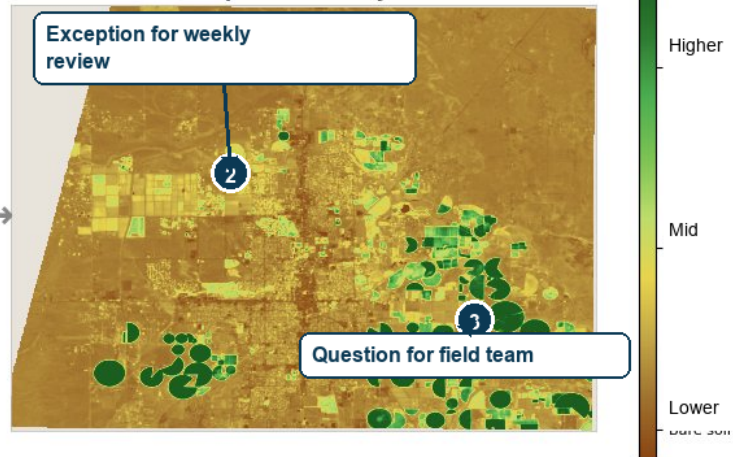 Exception for weekly
review
2
3
Question for field team
Higher
Mid
Lower